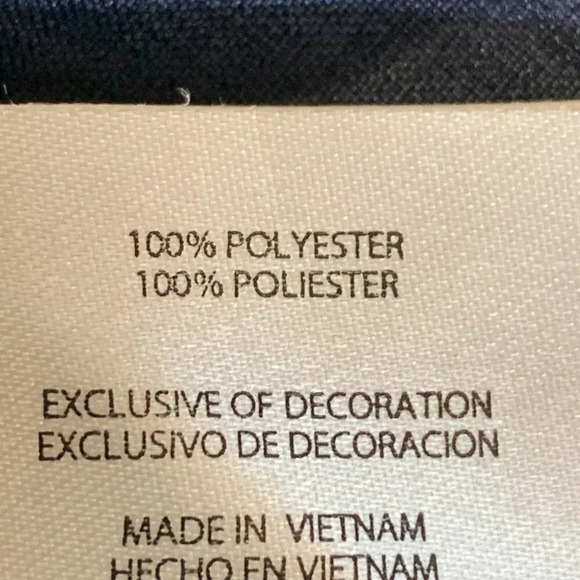 100% POLYESTER
100% POLIESTER
EXCLUSIVE OF DECORATION
EXCLUSIVO DE DECORACION
MADE IN VIETNAM
HECHO EN VIETNAM